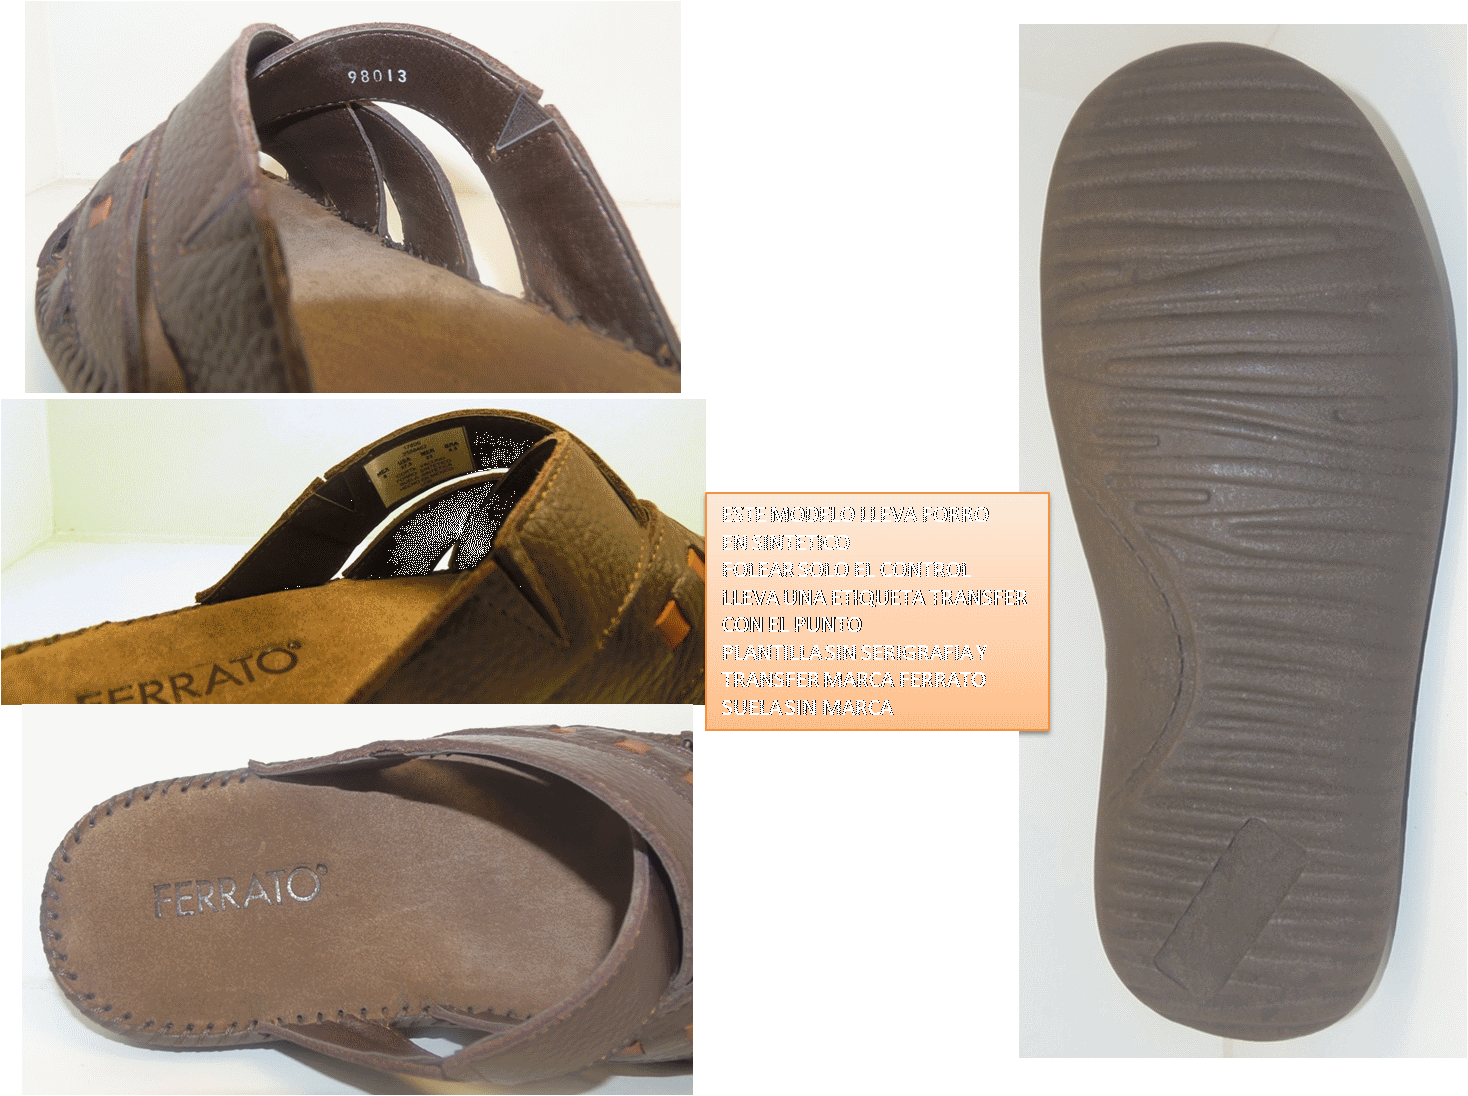 98013
FERRATO
ESTE MODELO LLEVA FORRO
EN SINTETICO
FOLEAR SOLO EL CONTROL
LLEVA UNA ETIQUETA TRANSFER
CON EL PUNTO
PLANTILLA SIN SERIGRAFIA Y
TRANSFER MARCA FERRATO
SUELA SIN MARCA
FERRATO